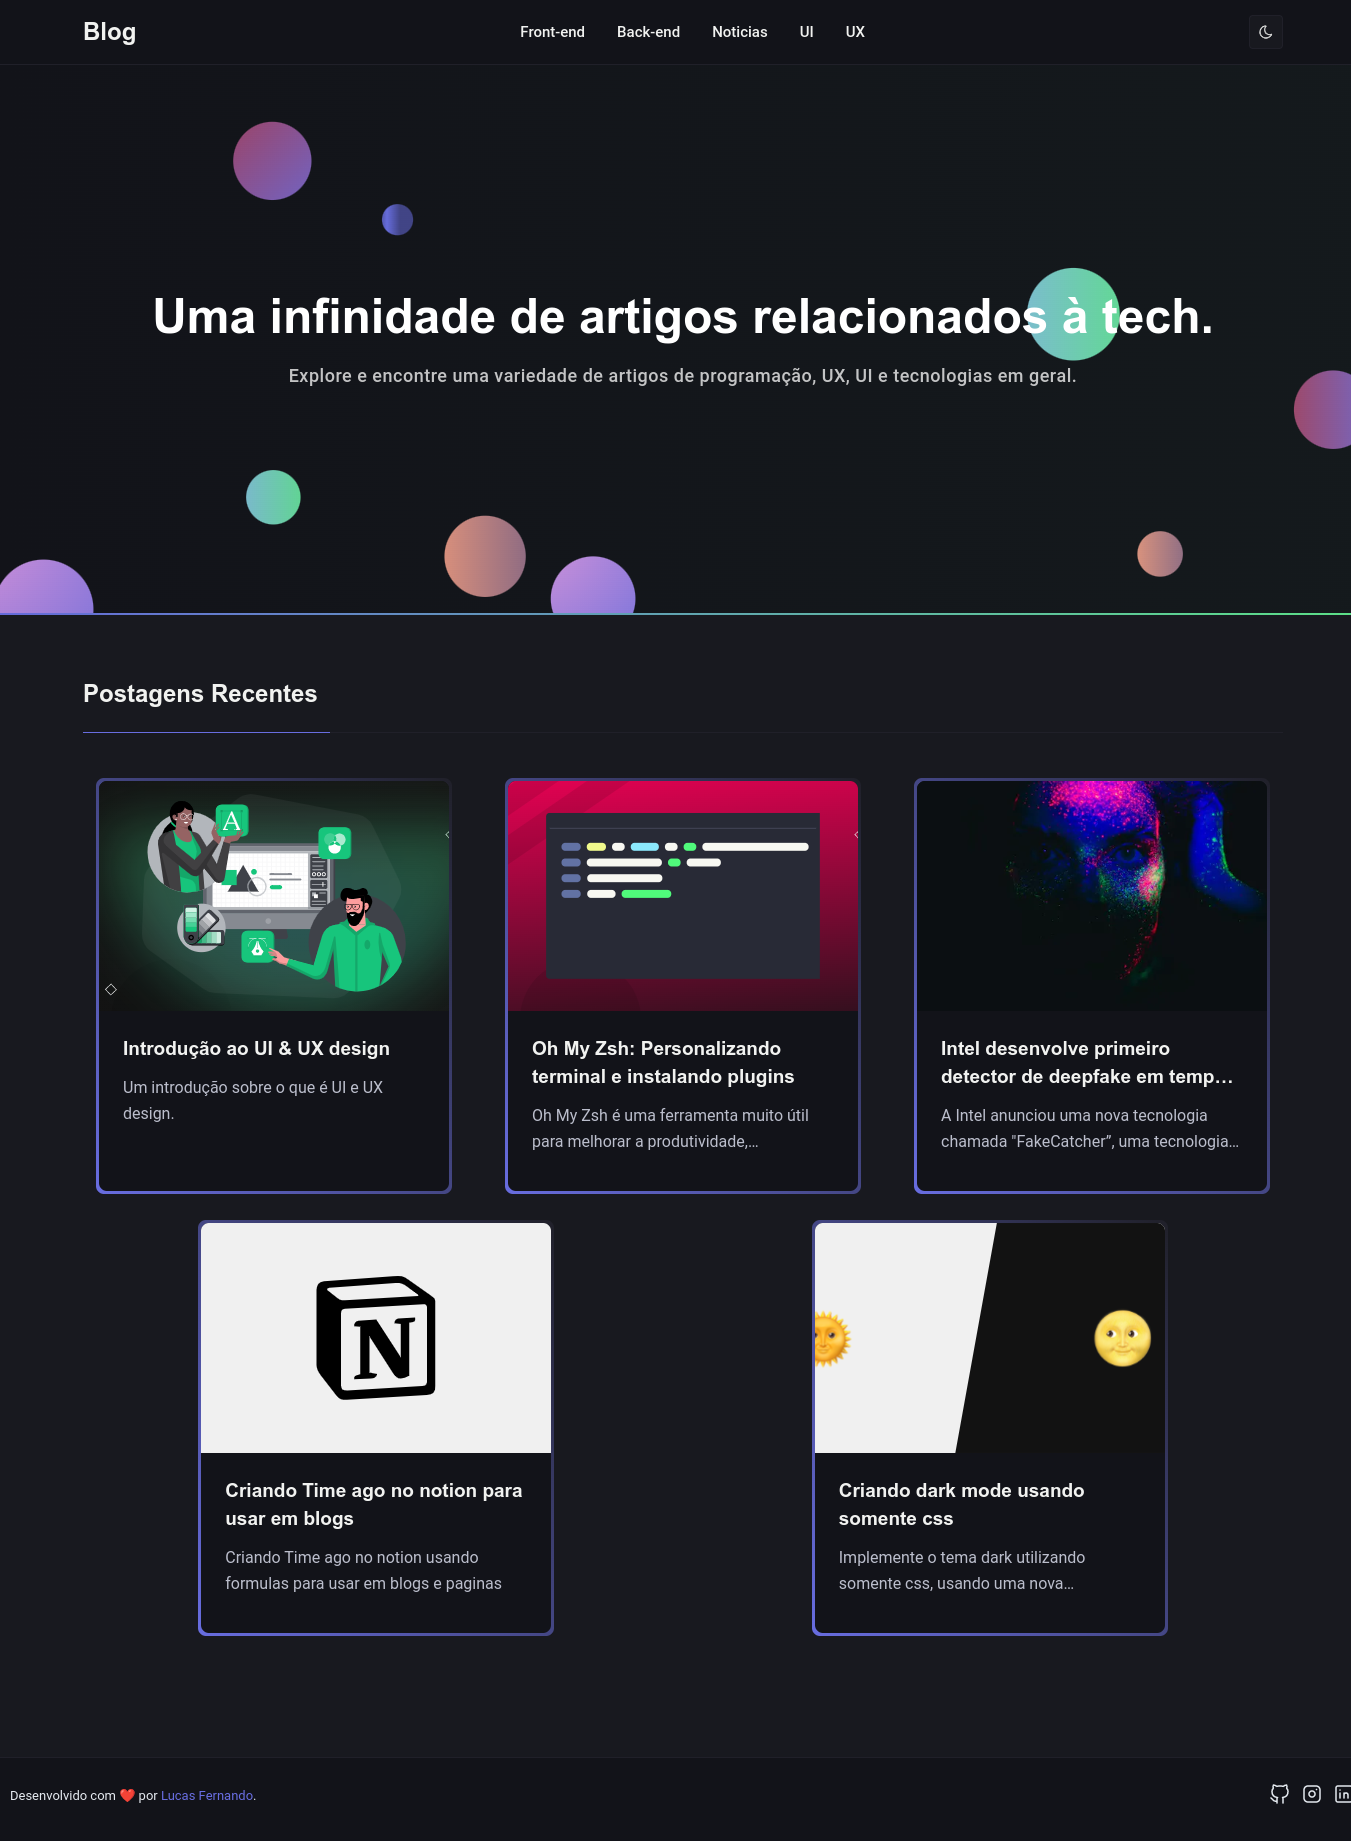 Blog
Front-end
Back-end
Noticias
UI
UX
Uma infinidade de artigos relacionados à tech.
Explore e encontre uma variedade de artigos de programação, UX, UI e tecnologias em geral.
Postagens Recentes
A
Introdução ao UI & UX design
Um introdução sobre o que é UI e UX
design.
Oh My Zsh: Personalizando
terminal e instalando plugins
Oh My Zsh é uma ferramenta muito útil
para melhorar a produtividade,...
Intel desenvolve primeiro
detector de deepfake em temp...
A Intel anunciou uma nova tecnologia
chamada "FakeCatcher”, uma tecnologia...
N
Criando Time ago no notion para
usar em blogs
Criando Time ago no notion usando
formulas para usar em blogs e paginas
Criando dark mode usando
somente css
Implemente o tema dark utilizando
somente css, usando uma nova...
Desenvolvido com ❤️ por Lucas Fernando.
in